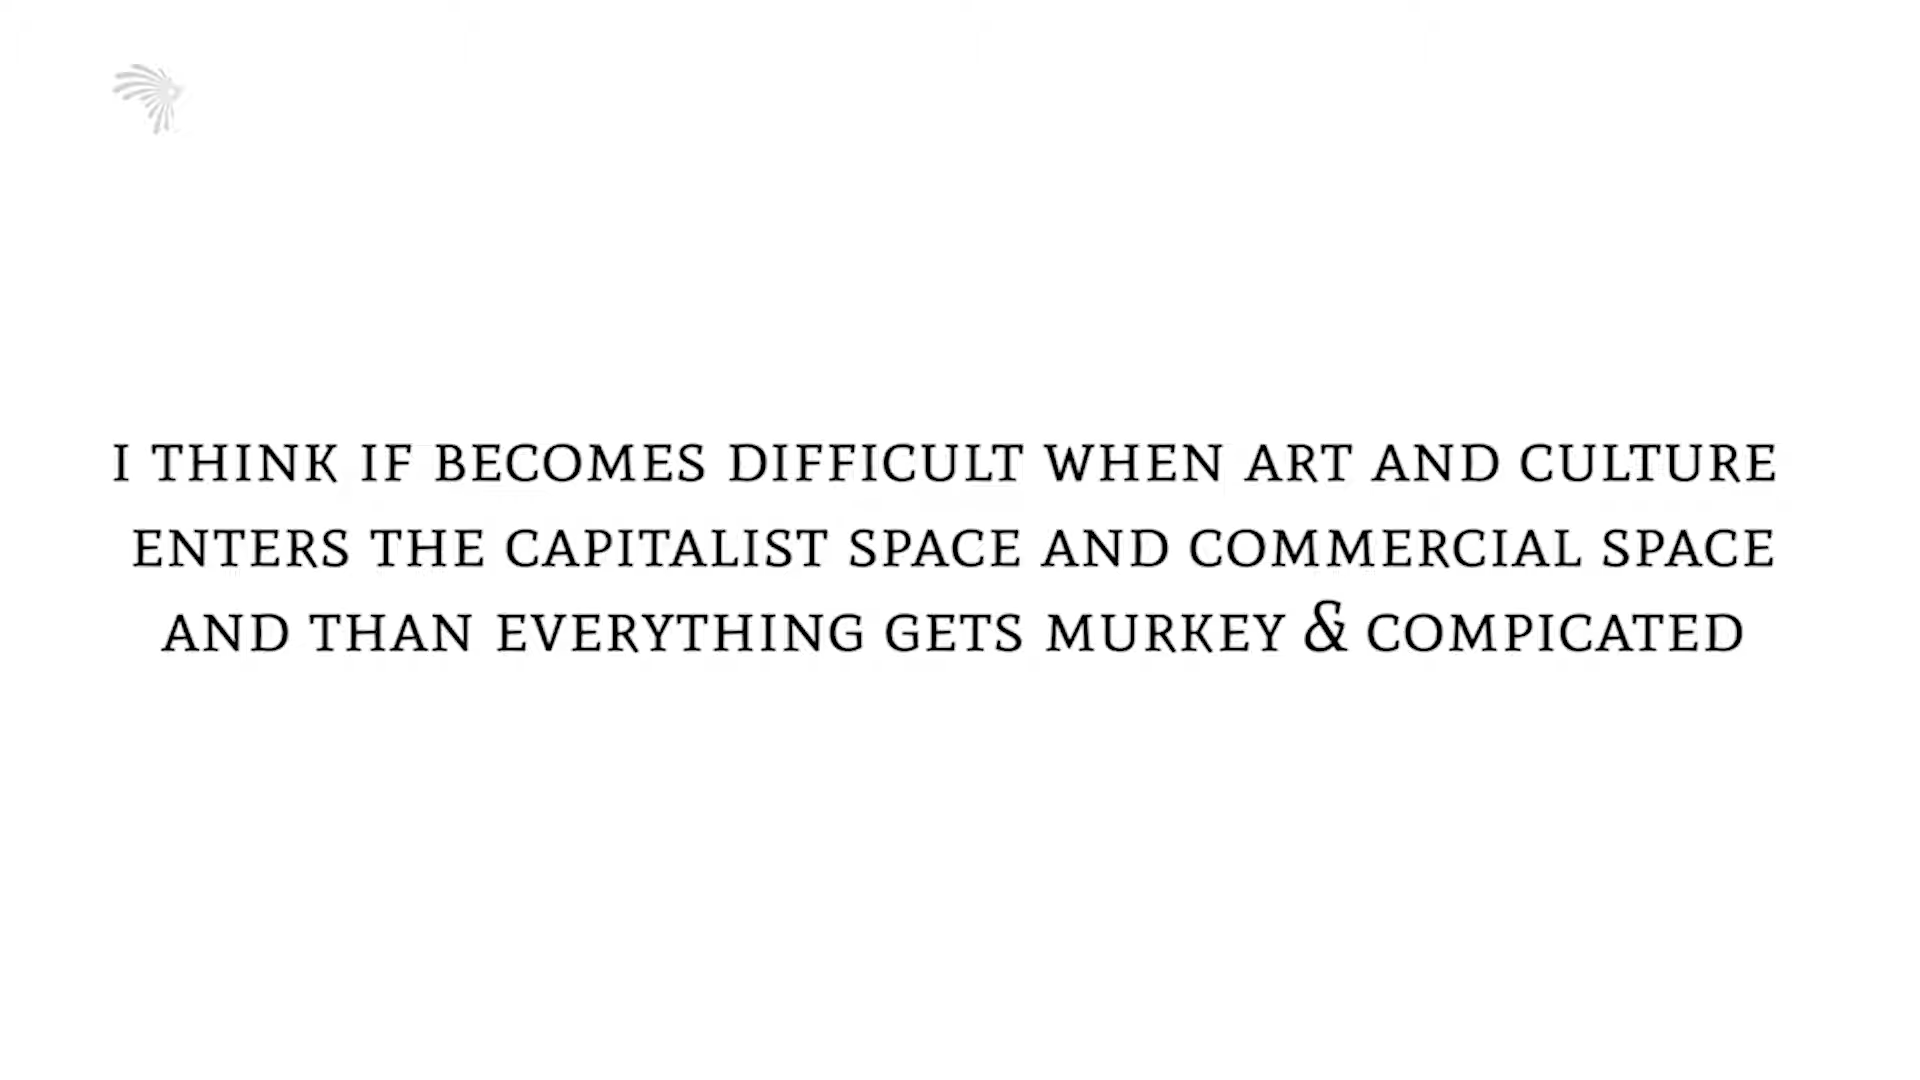 I THINK IF BECOMES DIFFICULT WHEN ART AND CULTURE
ENTERS THE CAPITALIST SPACE AND COMMERCIAL SPACE
AND THAN EVERYTHING GETS MURKEY & COMPICATED